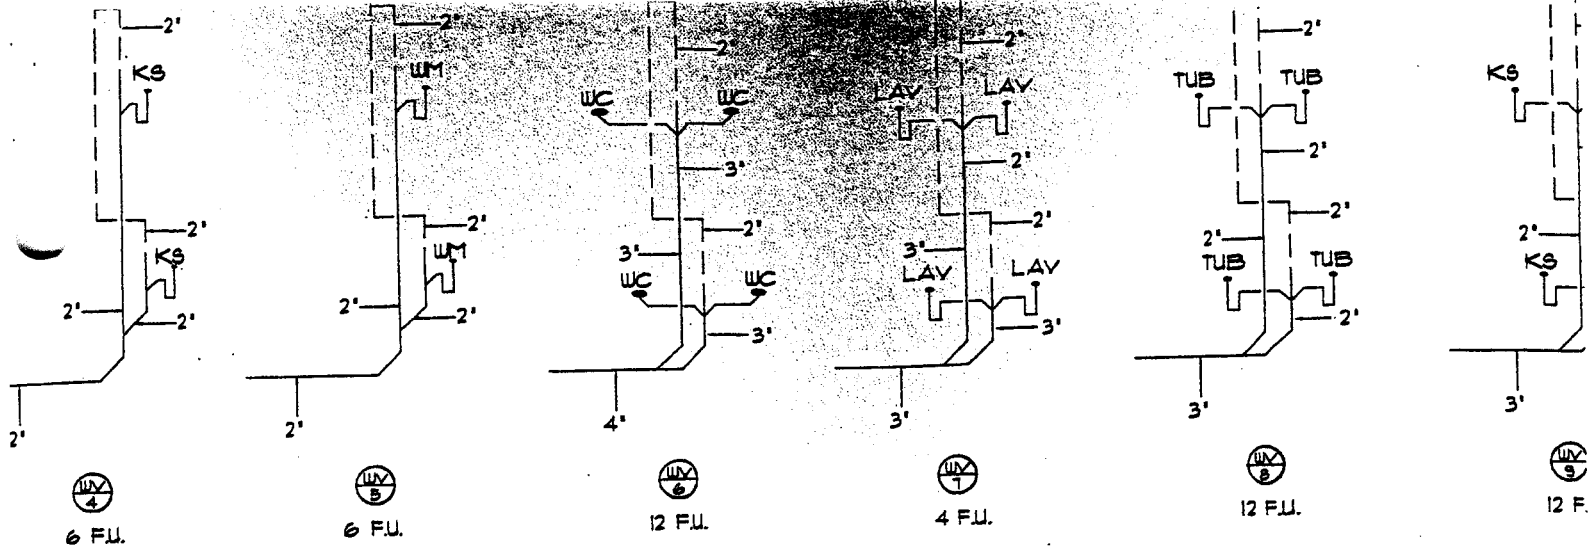 2"
KS
2"
KS
2"
2"
2"
WV
4
6 F.U.
2"
WM
2"
WM
2"
2"
2"
WV
5
6 F.U.
2"
WC WC
3"
2"
3"
WC WC
3"
4"
WV
6
12 F.U.
2"
LAV LAV
2"
2"
3"
LAV LAV
3"
3"
WV
7
4 F.U.
2"
TUB TUB
2"
2"
2"
TUB TUB
2"
3"
WV
8
12 F.U.
KS
2"
KS
3"
WV
9
12 F.